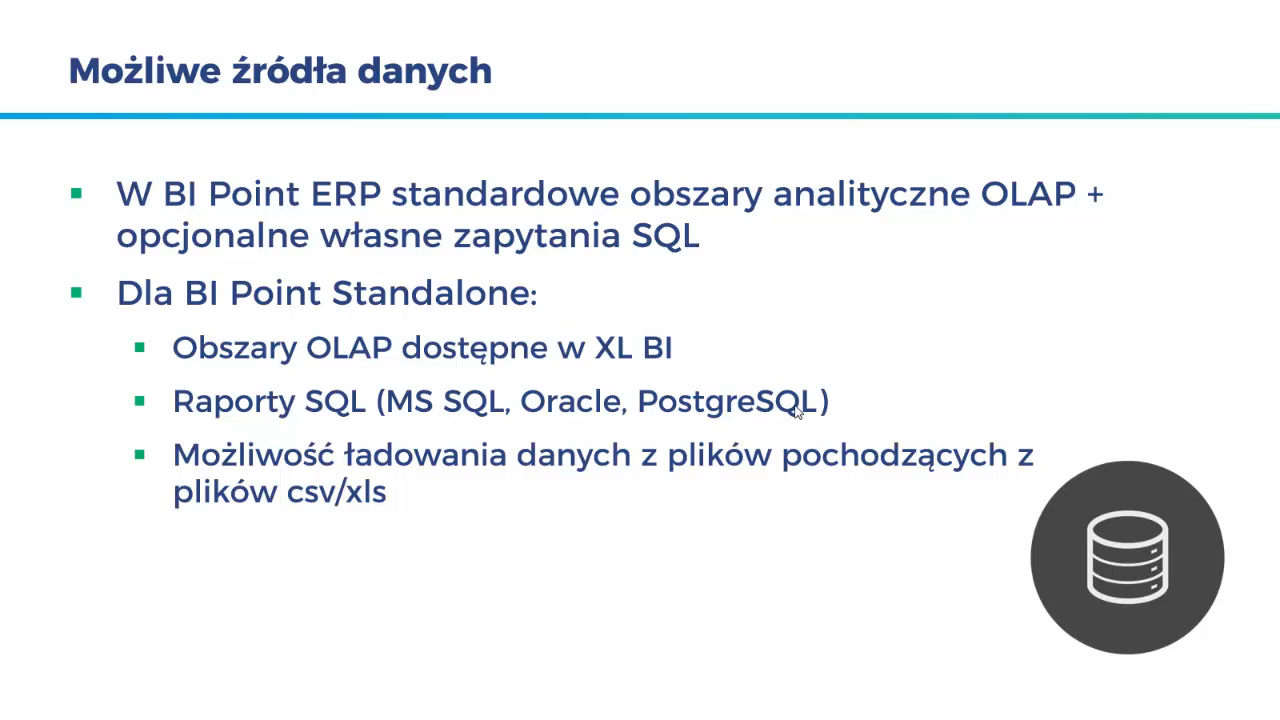 Możliwe źródła danych
W BI Point ERP standardowe obszary analityczne OLAP +
opcjonalne własne zapytania SQL
Dla BI Point Standalone:
Obszary OLAP dostępne w XL BI
Raporty SQL (MS SQL, Oracle, PostgreSQL)
Możliwość ładowania danych z plików pochodzących z
plików csv/xls